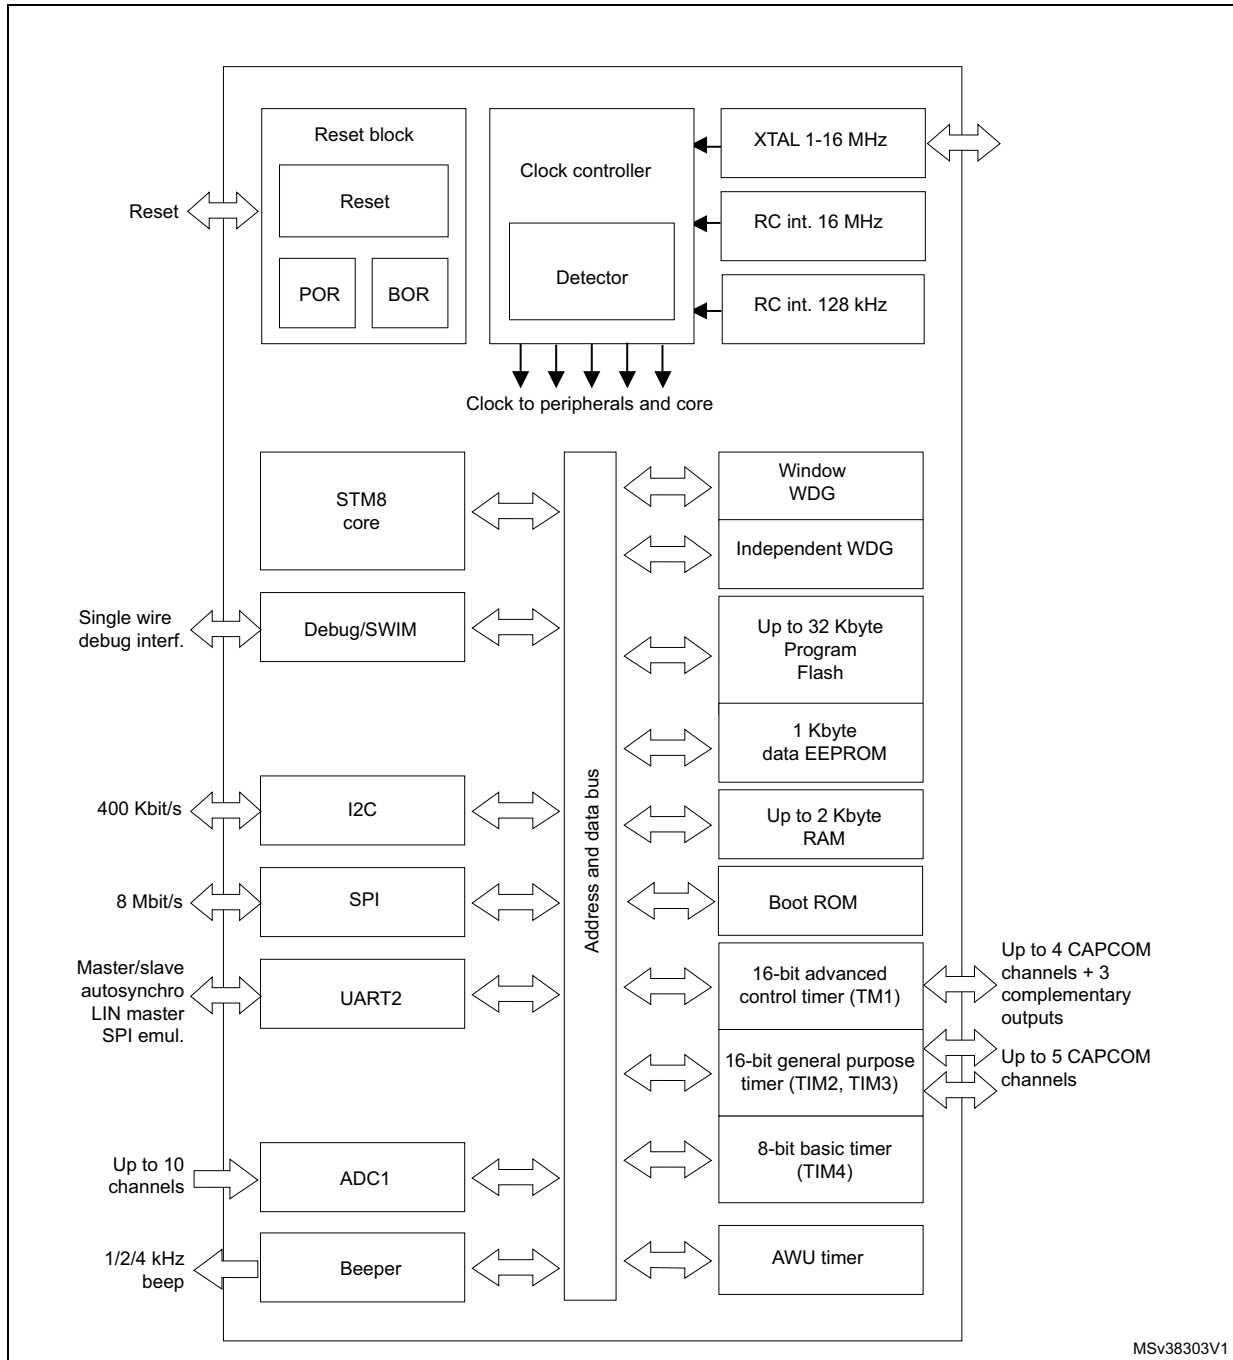 Reset block
Reset
POR
BOR
Reset
Clock controller
Detector
XTAL 1-16 MHz
RC int. 16 MHz
RC int. 128 kHz
Clock to peripherals and core
STM8
core
Single wire
debug interf.
Debug/SWIM
400 Kbit/s
I2C
8 Mbit/s
SPI
Master/slave
autosynchro
LIN master
SPI emul.
UART2
Up to 10
channels
ADC1
1/2/4 kHz
beep
Beeper
Address and data bus
Window
WDG
Independent WDG
Up to 32 Kbyte
Program
Flash
1 Kbyte
data EEPROM
Up to 2 Kbyte
RAM
Boot ROM
16-bit advanced
control timer (TM1)
Up to 4 CAPCOM
channels + 3
complementary
outputs
16-bit general purpose
timer (TIM2, TIM3)
Up to 5 CAPCOM
channels
8-bit basic timer
(TIM4)
AWU timer
MSv38303V1